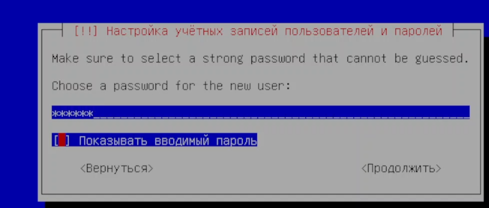 [!!] Настройка учётных записей пользователей и паролей
Make sure to select a strong password that cannot be guessed.
Choose a password for the new user:
******
[ ] Показывать вводимый пароль
<Вернуться> <Продолжить>